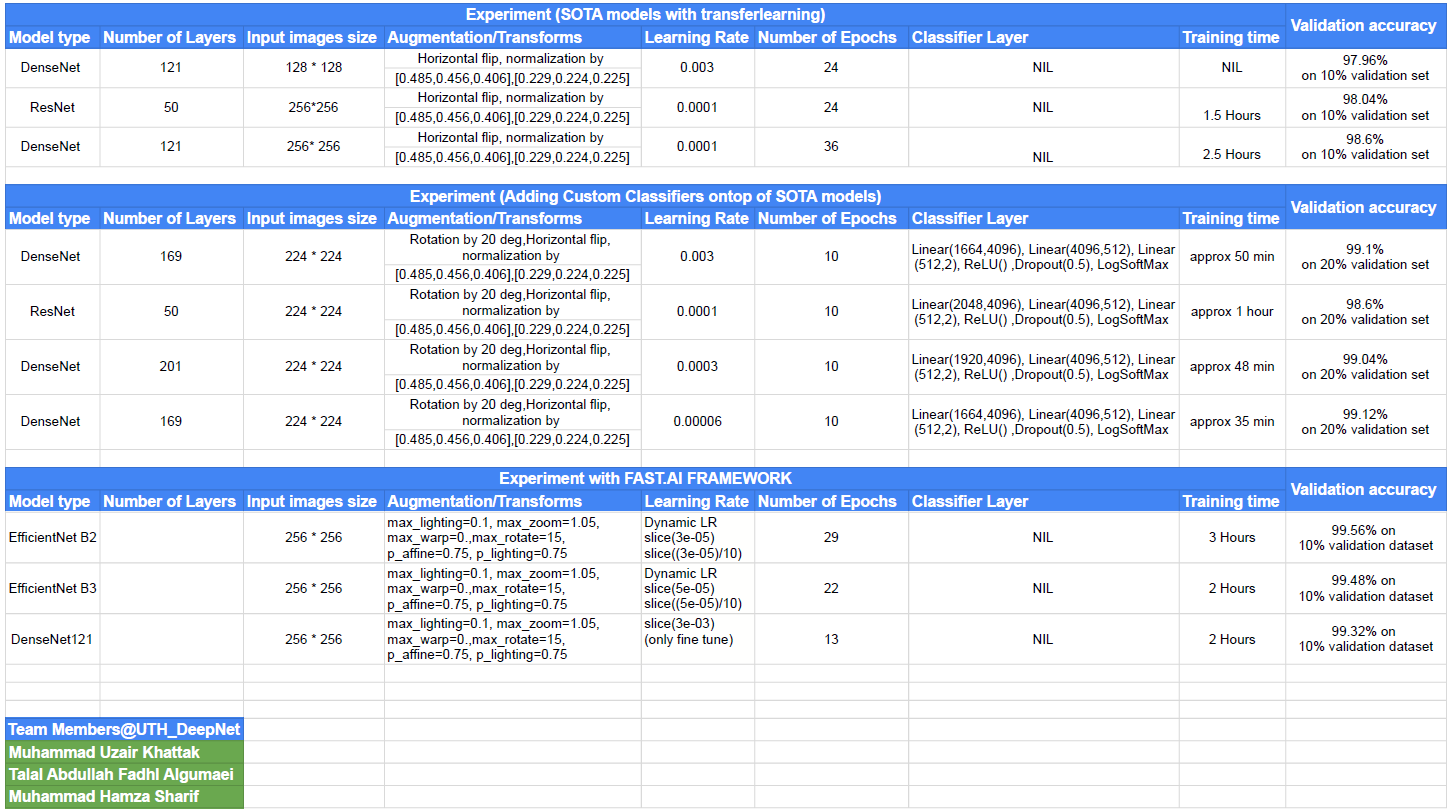 Experiment (SOTA models with transferlearning)
Validation accuracy
Model type Number of Layers Input images size Augmentation/Transforms Learning Rate Number of Epochs Classifier Layer Training time
DenseNet 121 128 * 128 Horizontal flip, normalization by 0.003 24 NIL NIL 97.96%
[0.485,0.456,0.406],[0.229,0.224,0.225] on 10% validation set
ResNet 50 256*256 Horizontal flip, normalization by 0.0001 24 NIL 98.04%
[0.485,0.456,0.406],[0.229,0.224,0.225] 1.5 Hours on 10% validation set
DenseNet 121 256* 256 Horizontal flip, normalization by 0.0001 36 98.6%
[0.485,0.456,0.406],[0.229,0.224,0.225] NIL 2.5 Hours on 10% validation set
Experiment (Adding Custom Classifiers ontop of SOTA models)
Validation accuracy
Model type Number of Layers Input images size Augmentation/Transforms Learning Rate Number of Epochs Classifier Layer Training time
Rotation by 20 deg,Horizontal flip, Linear(1664,4096), Linear(4096,512), Linear 99.1%
DenseNet 169 224 * 224 normalization by 0.003 10 (512,2), ReLU() ,Dropout(0.5), LogSoftMax approx 50 min on 20% validation set
[0.485,0.456,0.406],[0.229,0.224,0.225]
Rotation by 20 deg,Horizontal flip, Linear(2048,4096), Linear(4096,512), Linear 98.6%
ResNet 50 224 * 224 normalization by 0.0001 10 (512,2), ReLU() ,Dropout(0.5), LogSoftMax approx 1 hour on 20% validation set
[0.485,0.456,0.406],[0.229,0.224,0.225]
Rotation by 20 deg,Horizontal flip, Linear(1920,4096), Linear(4096,512), Linear 99.04%
DenseNet 201 224 * 224 normalization by 0.0003 10 (512,2), ReLU() ,Dropout(0.5), LogSoftMax approx 48 min on 20% validation set
[0.485,0.456,0.406],[0.229,0.224,0.225]
Rotation by 20 deg,Horizontal flip, Linear(1664,4096), Linear(4096,512), Linear 99.12%
DenseNet 169 224 * 224 normalization by 0.00006 10 (512,2), ReLU() ,Dropout(0.5), LogSoftMax approx 35 min on 20% validation set
[0.485,0.456,0.406],[0.229,0.224,0.225]
Experiment with FAST.AI FRAMEWORK
Validation accuracy
Model type Number of Layers Input images size Augmentation/Transforms Learning Rate Number of Epochs Classifier Layer Training time
max_lighting=0.1, max_zoom=1.05, Dynamic LR 99.56% on
EfficientNet B2 256 * 256 max_warp=0.,max_rotate=15, slice(3e-05) 29 NIL 3 Hours 10% validation dataset
p_affine=0.75, p_lighting=0.75 slice((3e-05)/10)
max_lighting=0.1, max_zoom=1.05, Dynamic LR 99.48% on
EfficientNet B3 256 * 256 max_warp=0.,max_rotate=15, slice(5e-05) 22 NIL 2 Hours 10% validation dataset
p_affine=0.75, p_lighting=0.75 slice((5e-05)/10)
max_lighting=0.1, max_zoom=1.05, slice(3e-03) 99.32% on
DenseNet121 256 * 256 max_warp=0.,max_rotate=15, (only fine tune) 13 NIL 2 Hours 10% validation dataset
p_affine=0.75, p_lighting=0.75
Team Members@UTH_DeepNet
Muhammad Uzair Khattak
Talal Abdullah Fadhl Algumaei
Muhammad Hamza Sharif